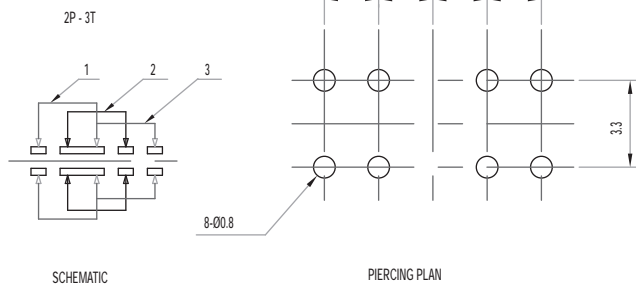 2P - 3T
1
2
3
3.3
8-Ø0.8
SCHEMATIC
PIERCING PLAN